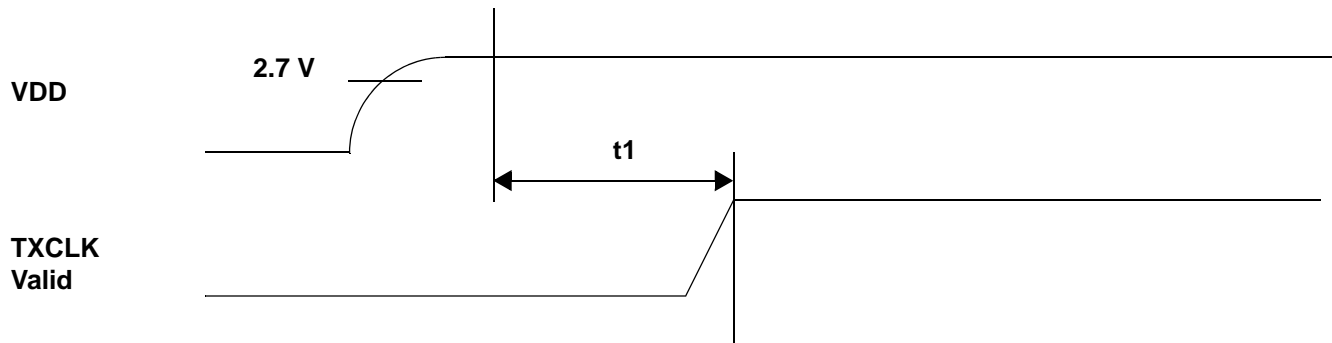 2.7 V
VDD
t1
TXCLK
Valid